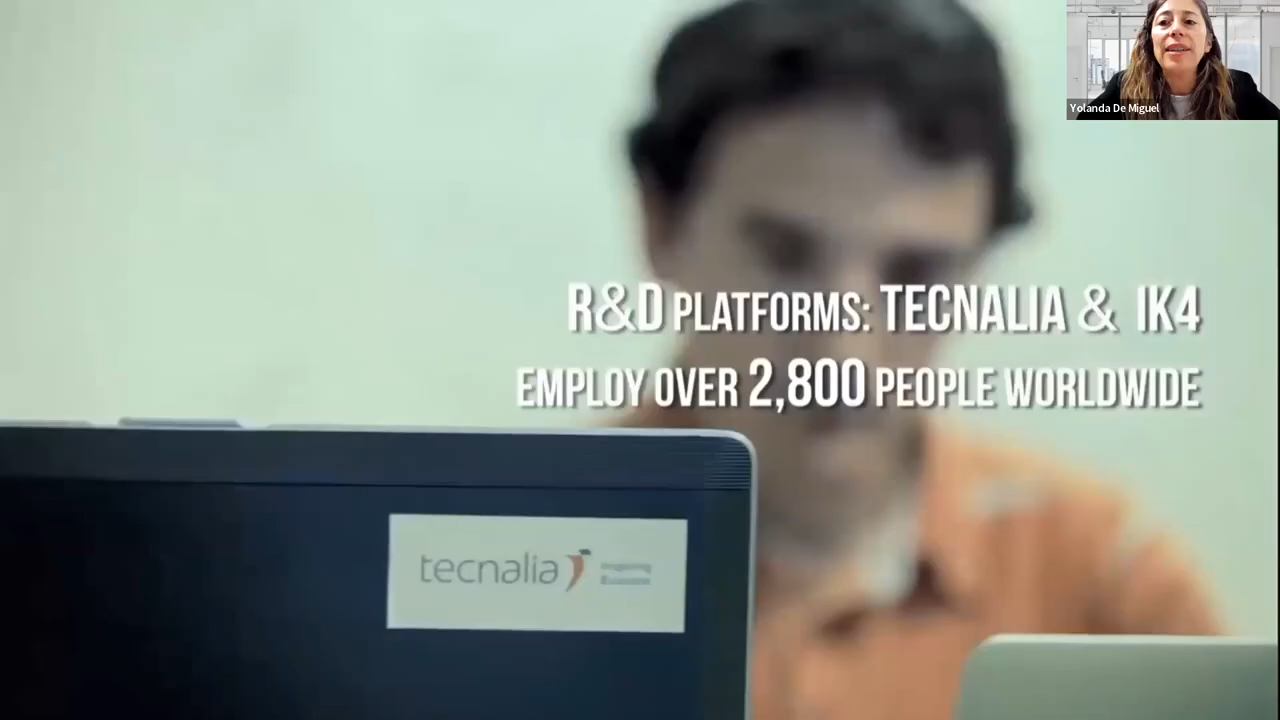 Yolanda De Miguel
R&D PLATFORMS: TECNALIA & IK4
EMPLOY OVER 2,800 PEOPLE WORLDWIDE
tecnalia